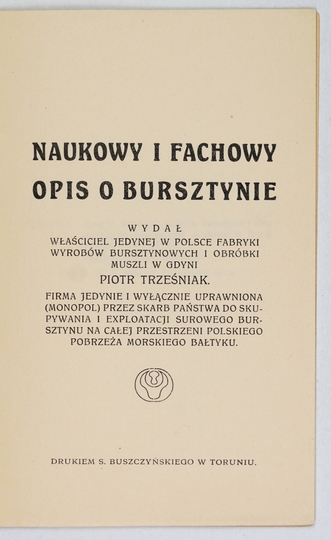 NAUKOWY I FACHOWY
OPIS O BURSZTYNIE
WYDAŁ
WŁAŚCICIEL JEDYNEJ W POLSCE FABRYKI
WYROBÓW BURSZTYNOWYCH I OBRÓBKI
MUSZLI W GDYNI
PIOTR TRZEŚNIAK.
FIRMA JEDYNIE I WYŁĄCZNIE UPRAWNIONA
(MONOPOL) PRZEZ SKARB PAŃSTWA DO SKU-
PYWANIA I EXPLOATACJI SUROWEGO BUR-
SZTYNU NA CAŁEJ PRZESTRZENI POLSKIEGO
POBRZEŻA MORSKIEGO BAŁTYKU.
DRUKIEM S. BUSZCZYŃSKIEGO W TORUNIU.